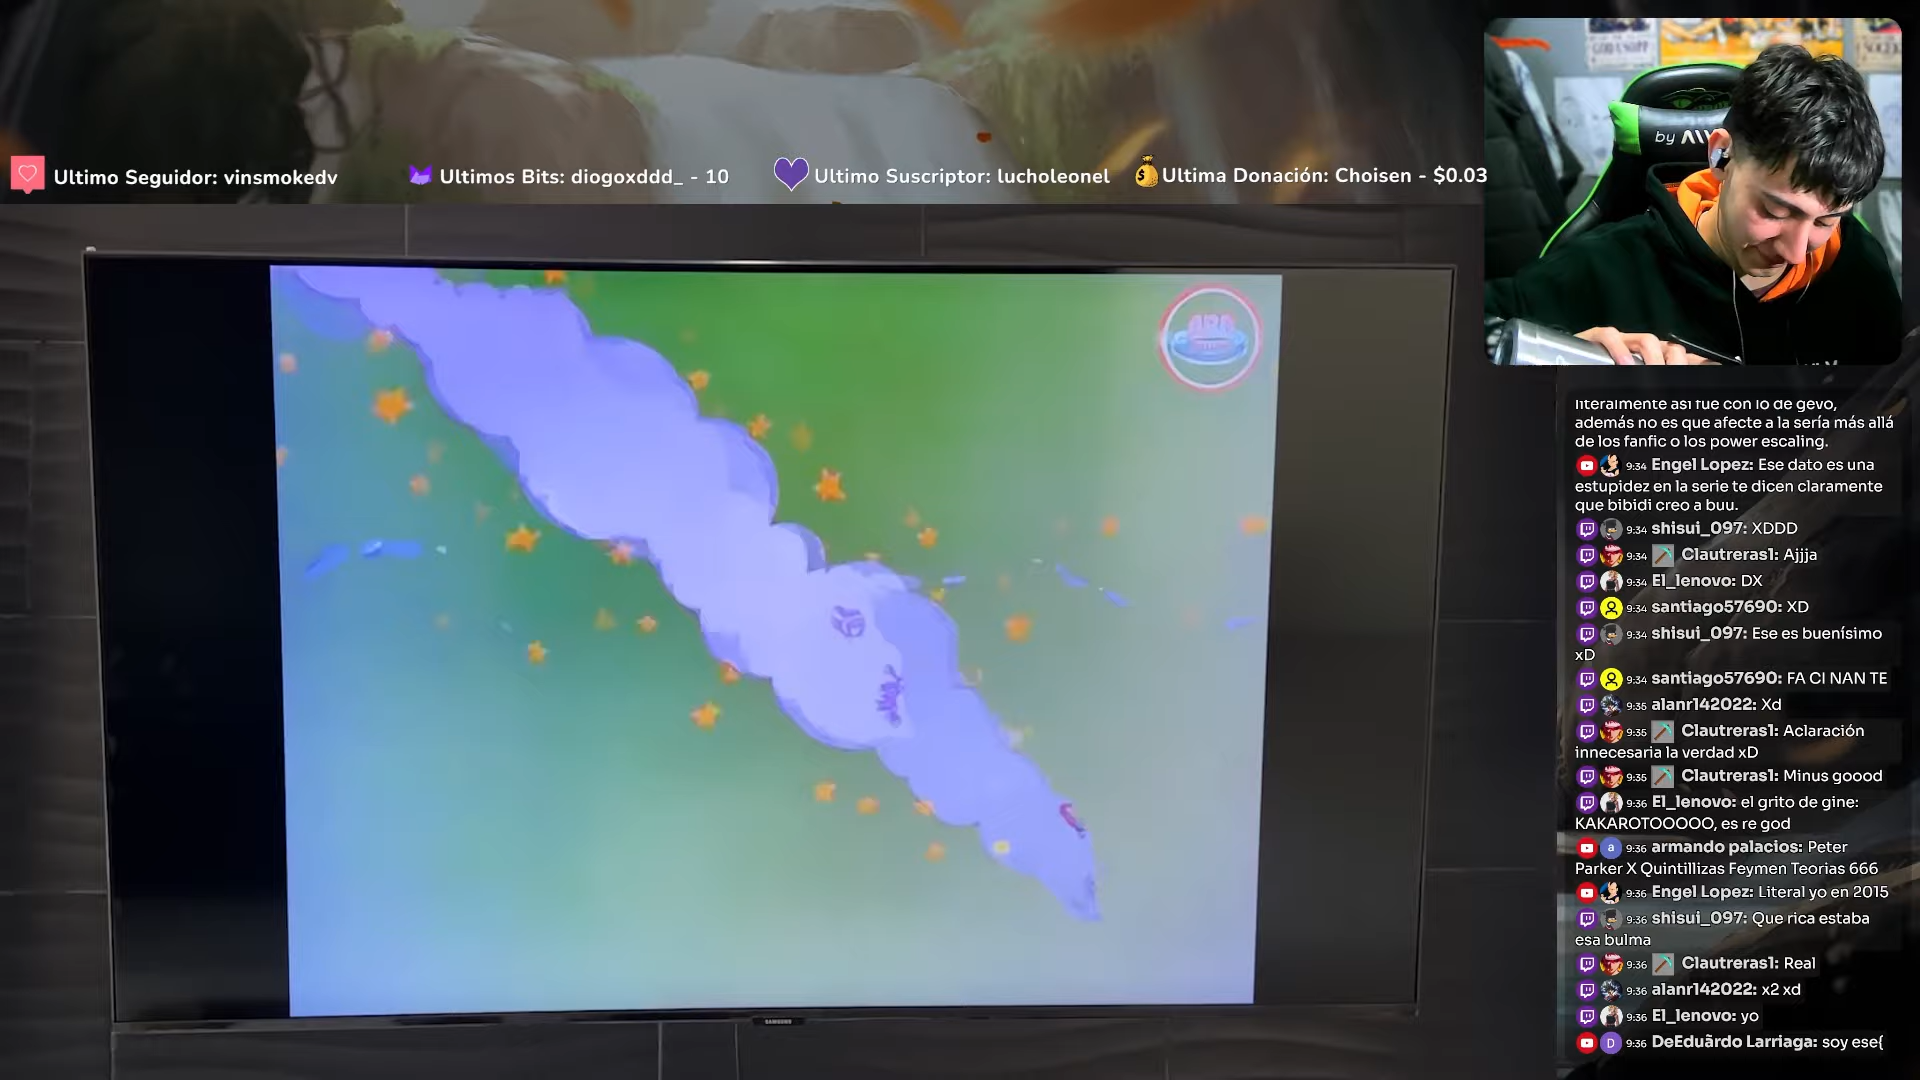 Ultimo Seguidor: vinsmokedv
Ultimos Bits: diogoxddd_ - 10
Ultimo Suscriptor: lucholeonel
Ultima Donación: Choisen - $0.03
by
SAMSUNG
literalmente así fue con lo de gevo,
además no es que afecte a la sería más allá
de los fanfic o los power escaling.
9:34 Engel Lopez: Ese dato es una
estupidez en la serie te dicen claramente
que bibidi creo a buu.
9:34 shisui_097: XDDD
9:34 Clautreras1: Ajjja
9:34 El_lenovo: DX
9:34 santiago57690: XD
9:34 shisui_097: Ese es buenísimo
xD
9:34 santiago57690: FA CI NAN TE
9:35 alanr142022: Xd
9:35 Clautreras1: Aclaración
innecesaria la verdad xD
9:35 Clautreras1: Minus goood
9:36 El_lenovo: el grito de gine:
KAKAROTOOOOO, es re god
a 9:36 armando palacios: Peter
Parker X Quintillizas Feymen Teorias 666
9:36 Engel Lopez: Literal yo en 2015
9:36 shisui_097: Que rica estaba
esa bulma
9:36 Clautreras1: Real
9:36 alanr142022: x2 xd
9:36 El_lenovo: yo
D 9:36 DeEduãrdo Larriaga: soy ese{